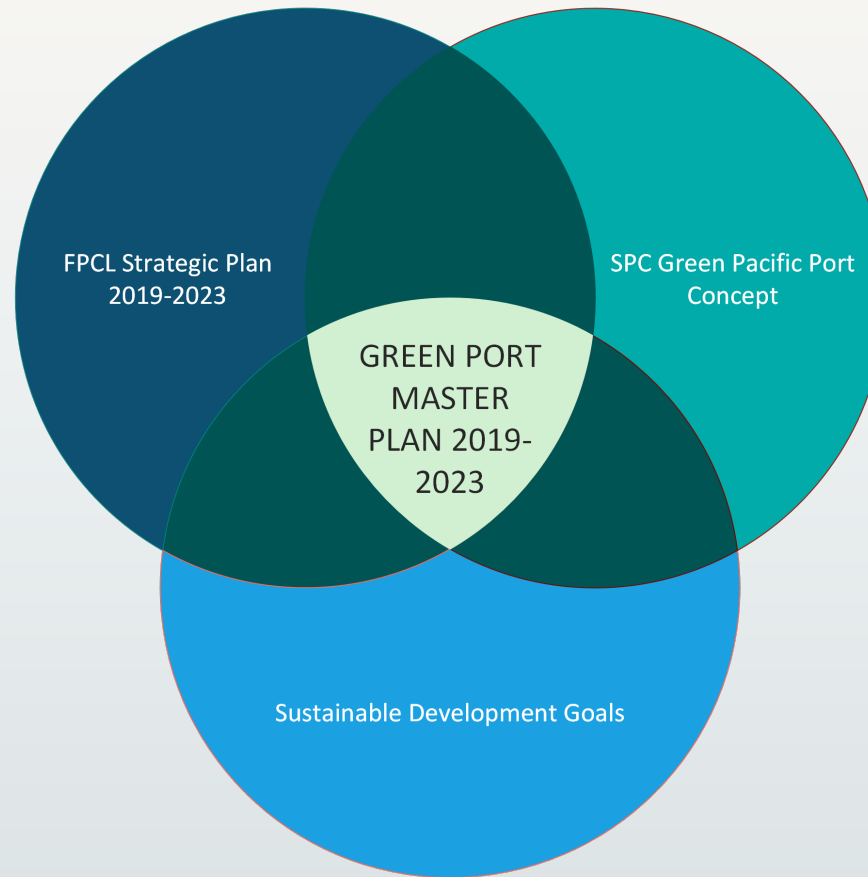 FPCL Strategic Plan
2019-2023
SPC Green Pacific Port
Concept
GREEN PORT
MASTER
PLAN 2019-
2023
Sustainable Development Goals